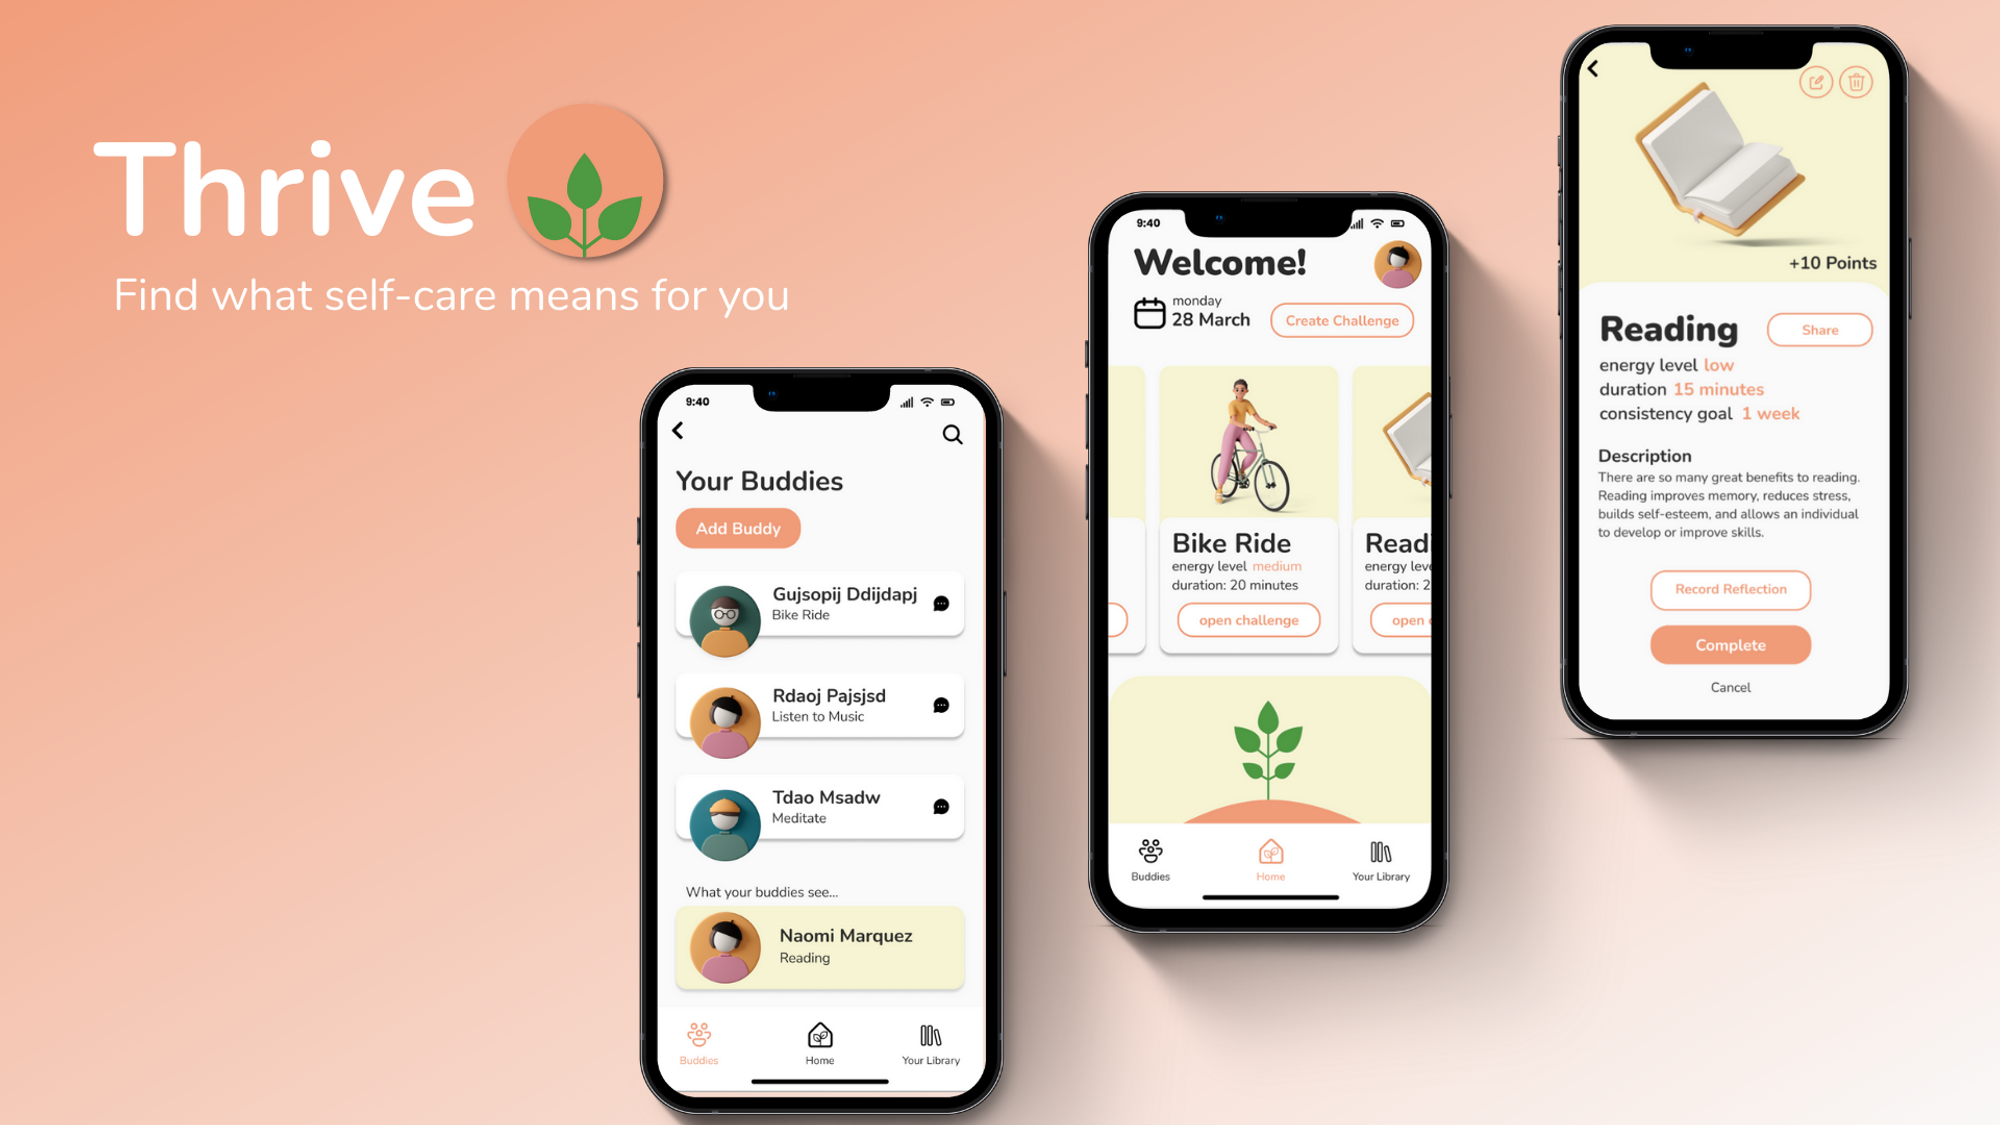 Thrive
Find what self-care means for you
9:40
Your Buddies
Add Buddy
Gujsopij Ddijdapj
Bike Ride
Rdaoj Pajsjsd
Listen to Music
Tdao Msadw
Meditate
What your buddies see...
Naomi Marquez
Reading
Buddies
Home
Your Library
9:40
Welcome!
monday
28 March
Create Challenge
Bike Ride
energy level medium
duration: 20 minutes
open challenge
Readi
energy leve
duration: 2
open
Buddies
Home
Your Library
+10 Points
Reading
Share
energy level low
duration 15 minutes
consistency goal 1 week
Description
There are so many great benefits to reading.
Reading improves memory, reduces stress,
builds self-esteem, and allows an individual
to develop or improve skills.
Record Reflection
Complete
Cancel